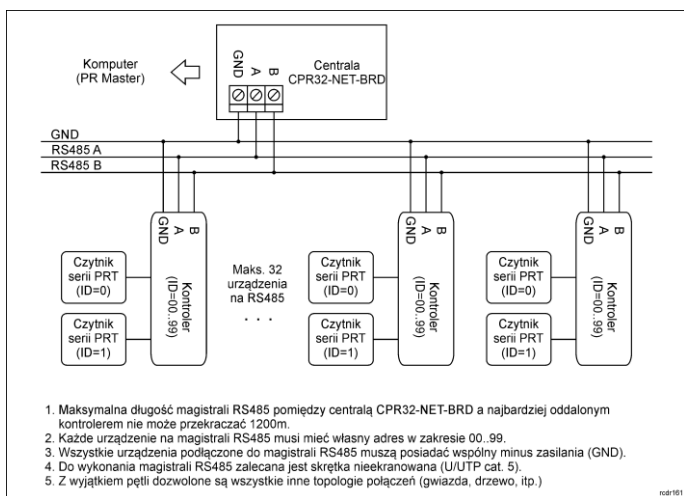 Komputer
(PR Master)
GND
A
B
Centrala
CPR32-NET-BRD
GND
RS485 A
RS485 B
GND
A
B
Kontroler
(ID=00..99)
Czytnik
serii PRT
(ID=0)
Czytnik
serii PRT
(ID=1)
Maks. 32
urządzenia
na RS485
. . .
GND
A
B
Kontroler
(ID=00..99)
Czytnik
serii PRT
(ID=0)
Czytnik
serii PRT
(ID=1)
GND
A
B
Kontroler
(ID=00..99)
Czytnik
serii PRT
(ID=0)
Czytnik
serii PRT
(ID=1)
1. Maksymalna długość magistrali RS485 pomiędzy centralą CPR32-NET-BRD a najbardziej oddalonym
kontrolerem nie może przekraczać 1200m.
2. Każde urządzenie na magistrali RS485 musi mieć własny adres w zakresie 00..99.
3. Wszystkie urządzenia podłączone do magistrali RS485 muszą posiadać wspólny minus zasilania (GND).
4. Do wykonania magistrali RS485 zalecana jest skrętka nieekranowana (U/UTP cat. 5).
5. Z wyjątkiem pętli dozwolone są wszystkie inne topologie połączeń (gwiazda, drzewo, itp.)
rcdr161